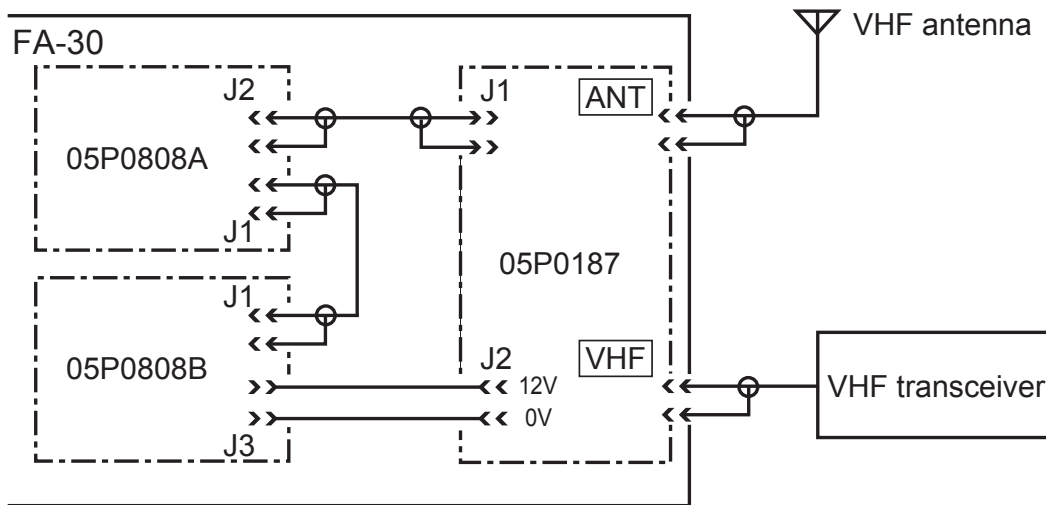 FA-30
J2
05P0808A
J1
J1
05P0808B
J3
J1
ANT
05P0187
VHF
J2
12V
0V
VHF antenna
VHF transceiver